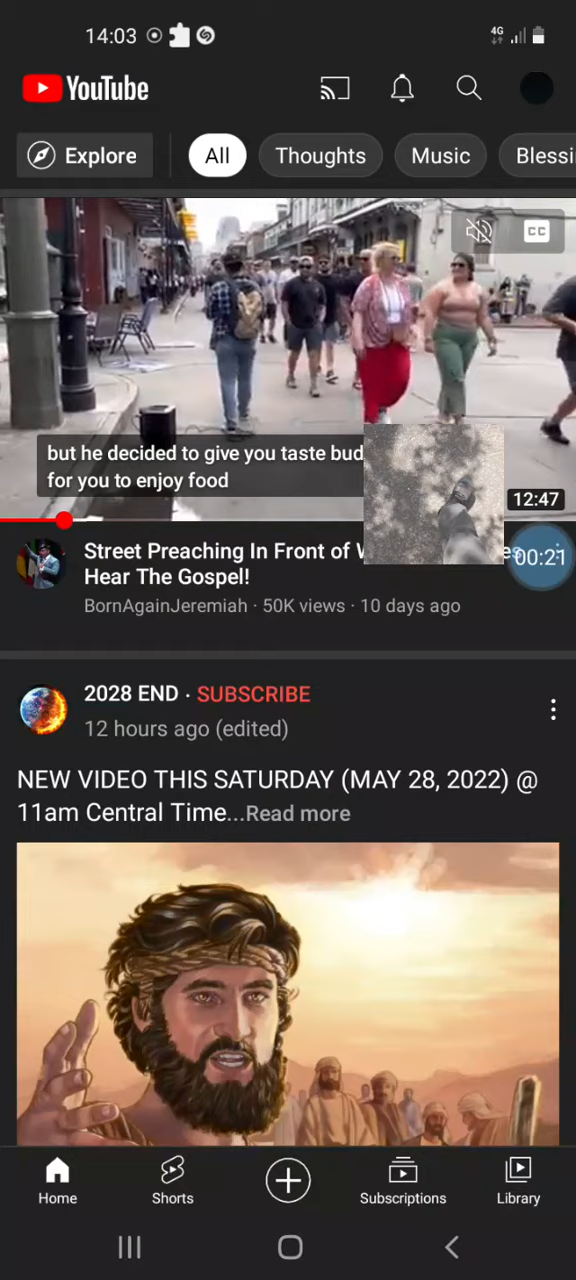 14:03
4G
YouTube
Explore
All
Thoughts
Music
CC
but he decided to give you taste
for you to enjoy food
12:47
Street Preaching In Front of
00:21
Hear The Gospel!
BornAgainJeremiah · 50K views · 10 days ago
2028 END · SUBSCRIBE
12 hours ago (edited)
NEW VIDEO THIS SATURDAY (MAY 28, 2022) @
11am Central Time...Read more
Home
Shorts
Subscriptions
Library